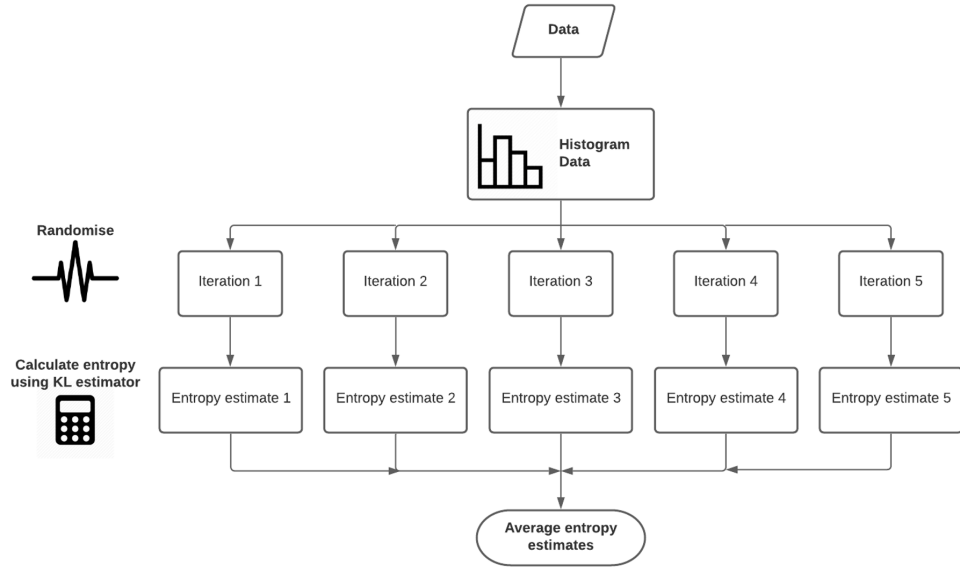 Data
Histogram
Data
Randomise
Iteration 1
Iteration 2
Iteration 3
Iteration 4
Iteration 5
Calculate entropy
using KL estimator
Entropy estimate 1
Entropy estimate 2
Entropy estimate 3
Entropy estimate 4
Entropy estimate 5
Average entropy
estimates